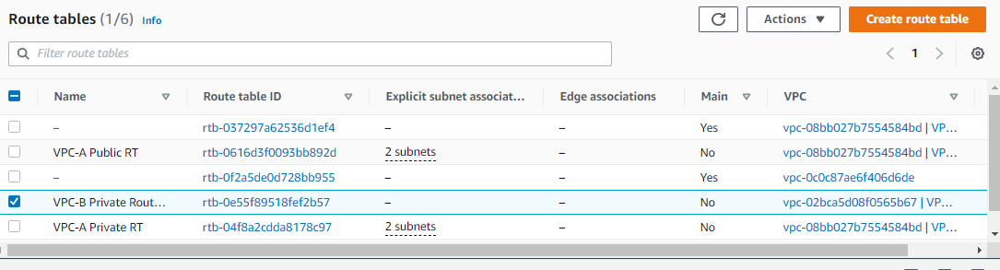 Route tables (1/6) Info
Actions ▼ Create route table
Filter route tables
1
Name Route table ID Explicit subnet associat... Edge associations Main VPC
– rtb-037297a62536d1ef4 – – Yes vpc-08bb027b7554584bd | VP...
VPC-A Public RT rtb-0616d3f0093bb892d 2 subnets – No vpc-08bb027b7554584bd | VP...
– rtb-0f2a5de0d728bb955 – – Yes vpc-0c0c87ae6f406d6de
VPC-B Private Rout... rtb-0e55f89518fef2b57 – – No vpc-02bca5d08f0565b67 | VP...
VPC-A Private RT rtb-04f8a2cdda8178c97 2 subnets – No vpc-08bb027b7554584bd | VP...